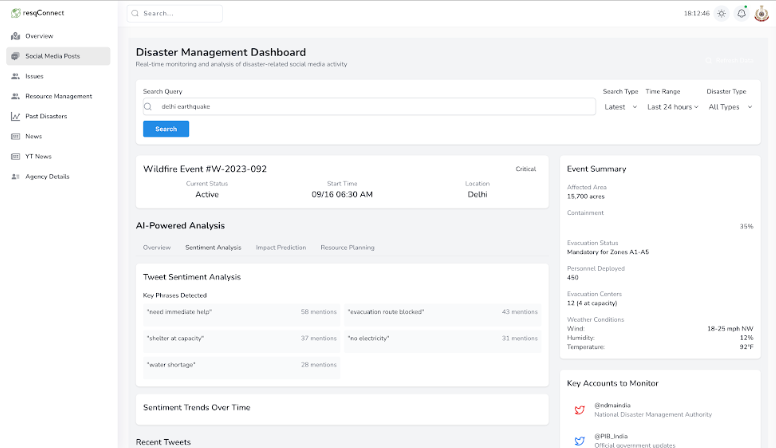 resqConnect
Search...
18:12:46
Overview
Social Media Posts
Issues
Resource Management
Past Disasters
News
YT News
Agency Details
Disaster Management Dashboard
Real-time monitoring and analysis of disaster-related social media activity
Search Query
delhi earthquake
Search Type
Latest
Time Range
Last 24 hours
Disaster Type
All Types
Search
Wildfire Event #W-2023-092
Critical
Current Status
Active
Start Time
09/16 06:30 AM
Location
Delhi
AI-Powered Analysis
Overview Sentiment Analysis Impact Prediction Resource Planning
Tweet Sentiment Analysis
Key Phrases Detected
"need immediate help" 58 mentions
"evacuation route blocked" 43 mentions
"shelter at capacity" 37 mentions
"no electricity" 31 mentions
"water shortage" 28 mentions
Sentiment Trends Over Time
Recent Tweets
Event Summary
Affected Area
15,700 acres
Containment
35%
Evacuation Status
Mandatory for Zones A1-A5
Personnel Deployed
450
Evacuation Centers
12 (4 at capacity)
Weather Conditions
Wind: 18-25 mph NW
Humidity: 12%
Temperature: 92°F
Key Accounts to Monitor
@ndmaindia
National Disaster Management Authority
@PIB_India
Official government updates